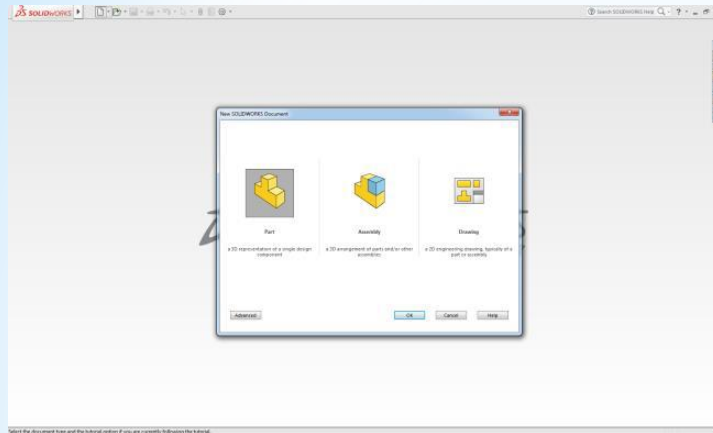 SOLIDWORKS
Search SOLIDWORKS Help
New SOLIDWORKS Document
Part
Assembly
Drawing
a 3D representation of a single design
component
a 3D arrangement of parts and/or other
assemblies
a 2D engineering drawing, typically of a
part or assembly
Advanced
OK
Cancel
Help
Select the document type and the tutorial option if you are currently following the tutorial.